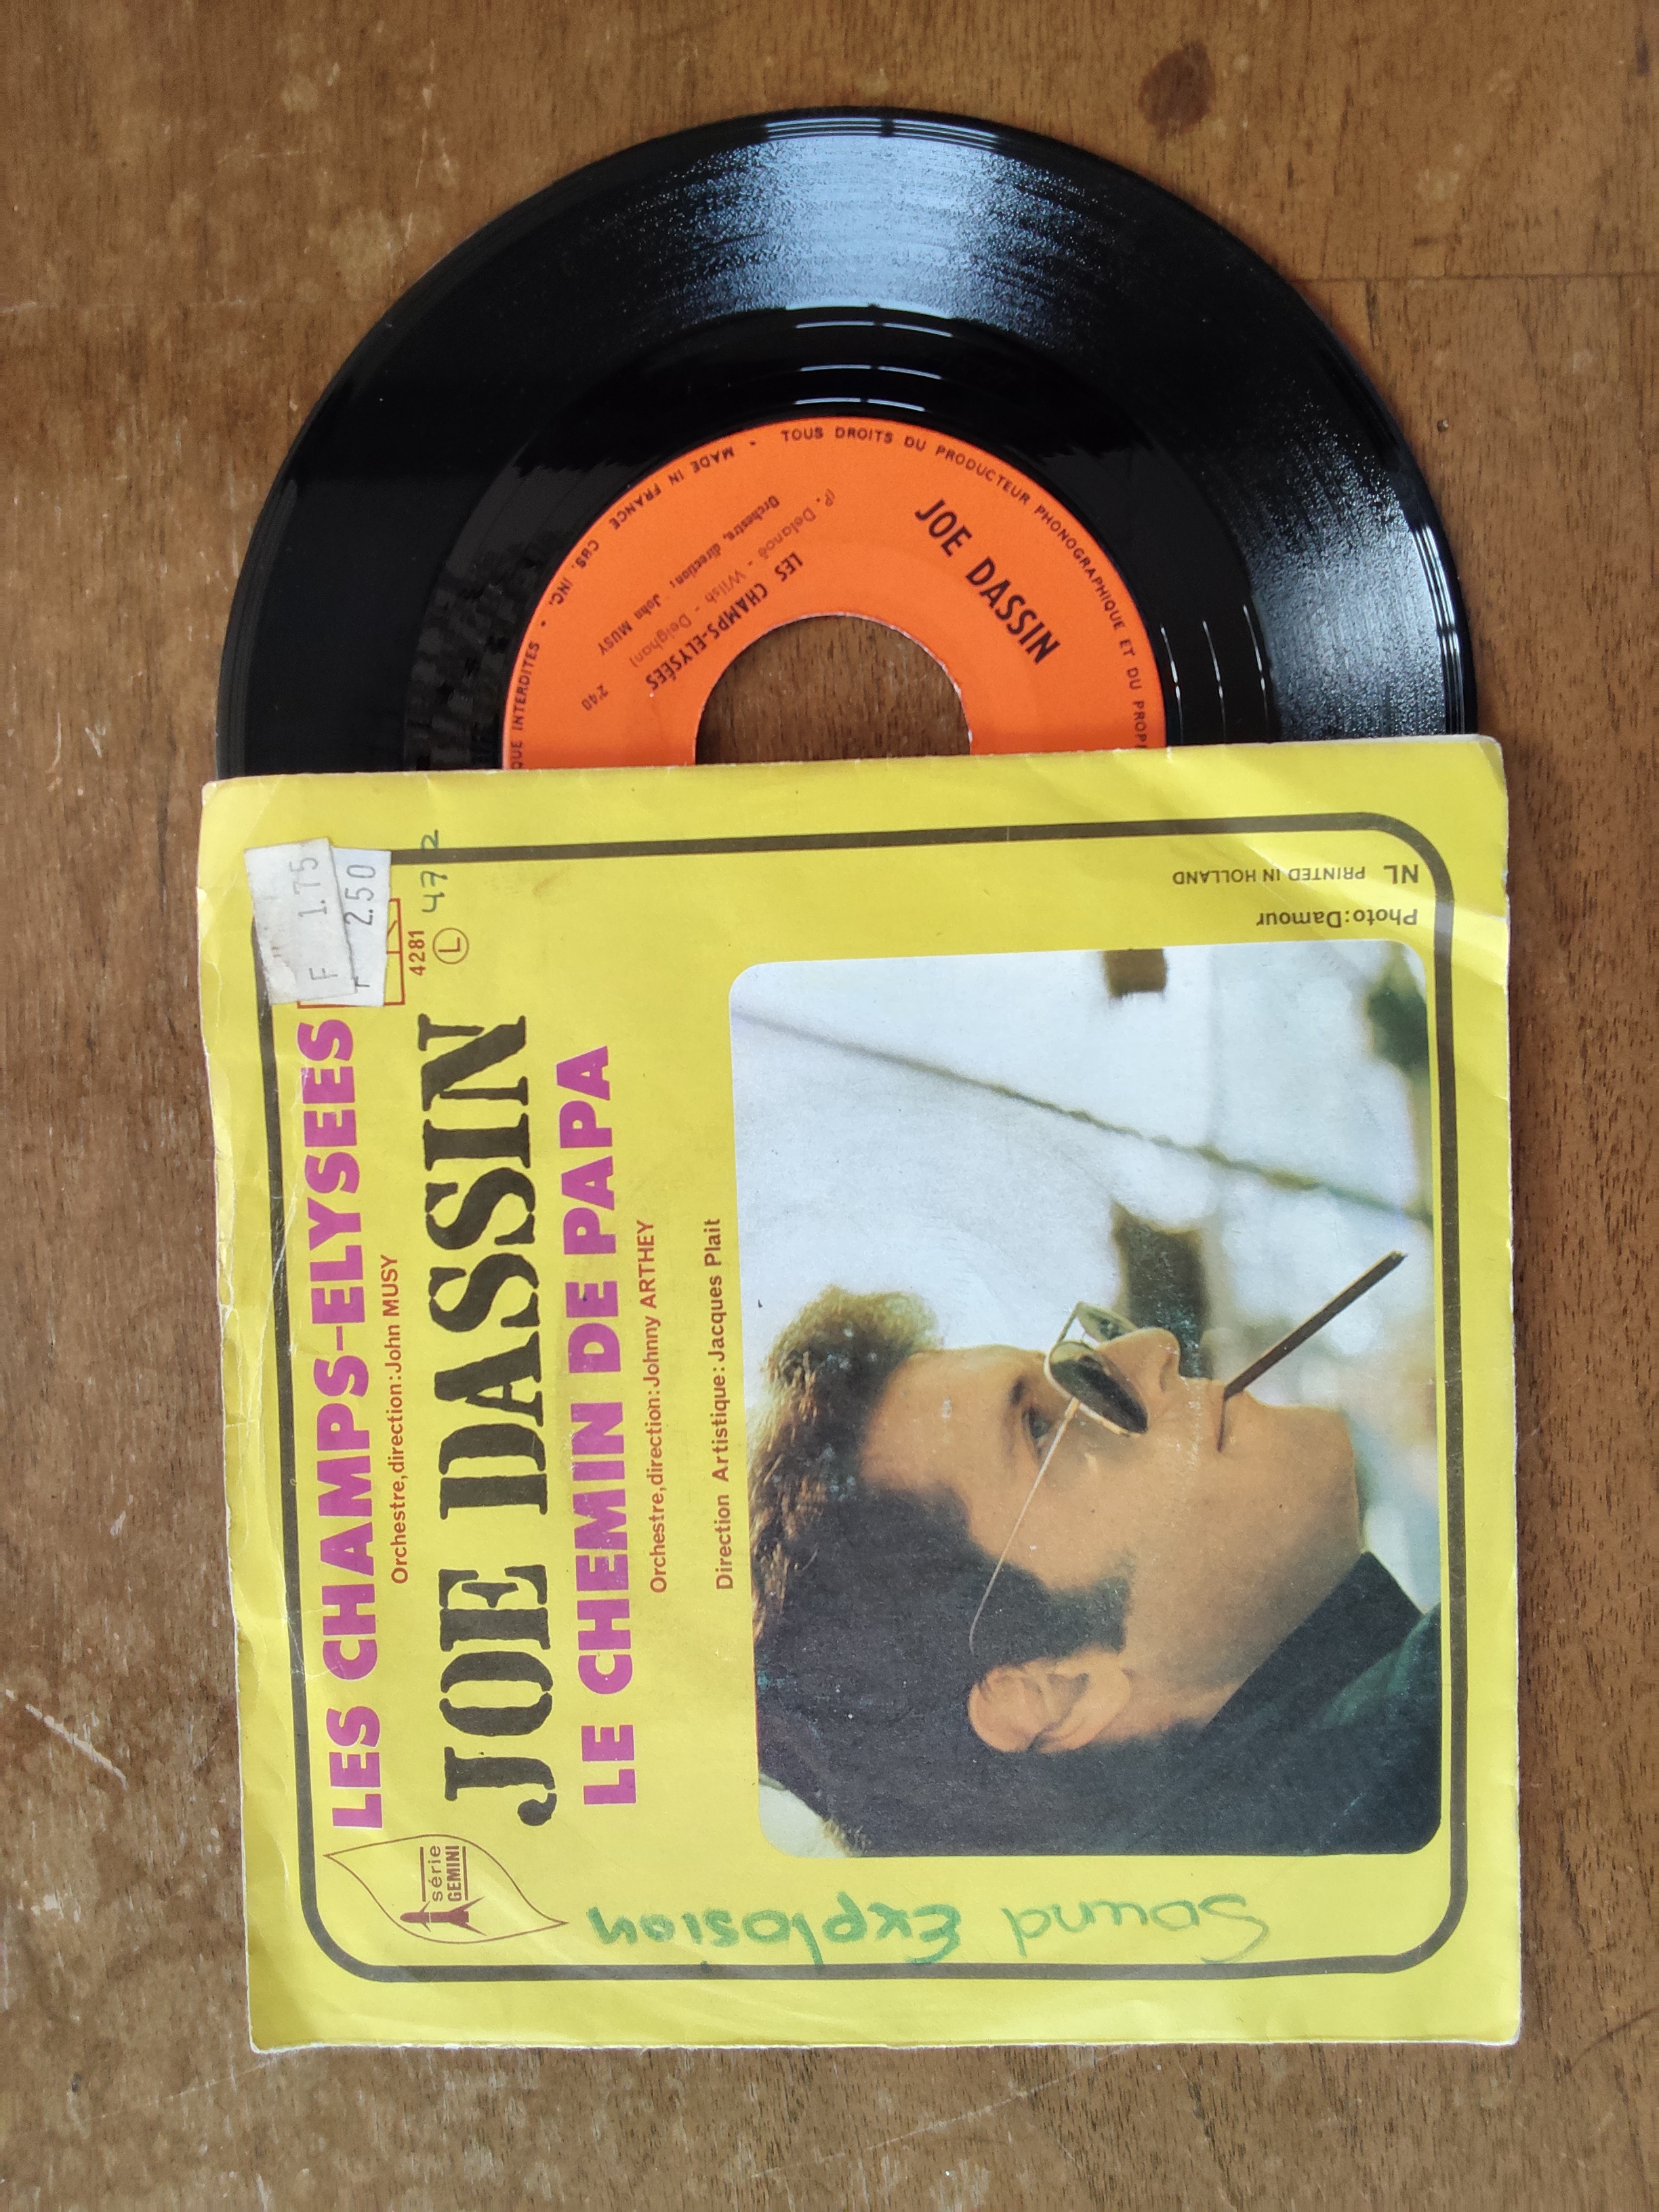 TOUS DROITS DU PRODUCTEUR PHONOGRAPHIQUE ET DU
QUE INTERDITES • CBS. INC. MADE IN FRANCE •
JOE DASSIN
LES CHAMPS-ELYSÉES
(P. Delanoë - Wilsh - Deighan)
Orchestre, direction: John MUSY
2'40
F 1.75
2.50
4281
L
LES CHAMPS-ELYSEES
Orchestre,direction:John MUSY
JOE DASSIN
LE CHEMIN DE PAPA
Orchestre,direction:Johnny ARTHEY
Direction Artistique: Jacques Plait
série
GEMINI
NL PRINTED IN HOLLAND
Photo:Damour
Sound Explosion